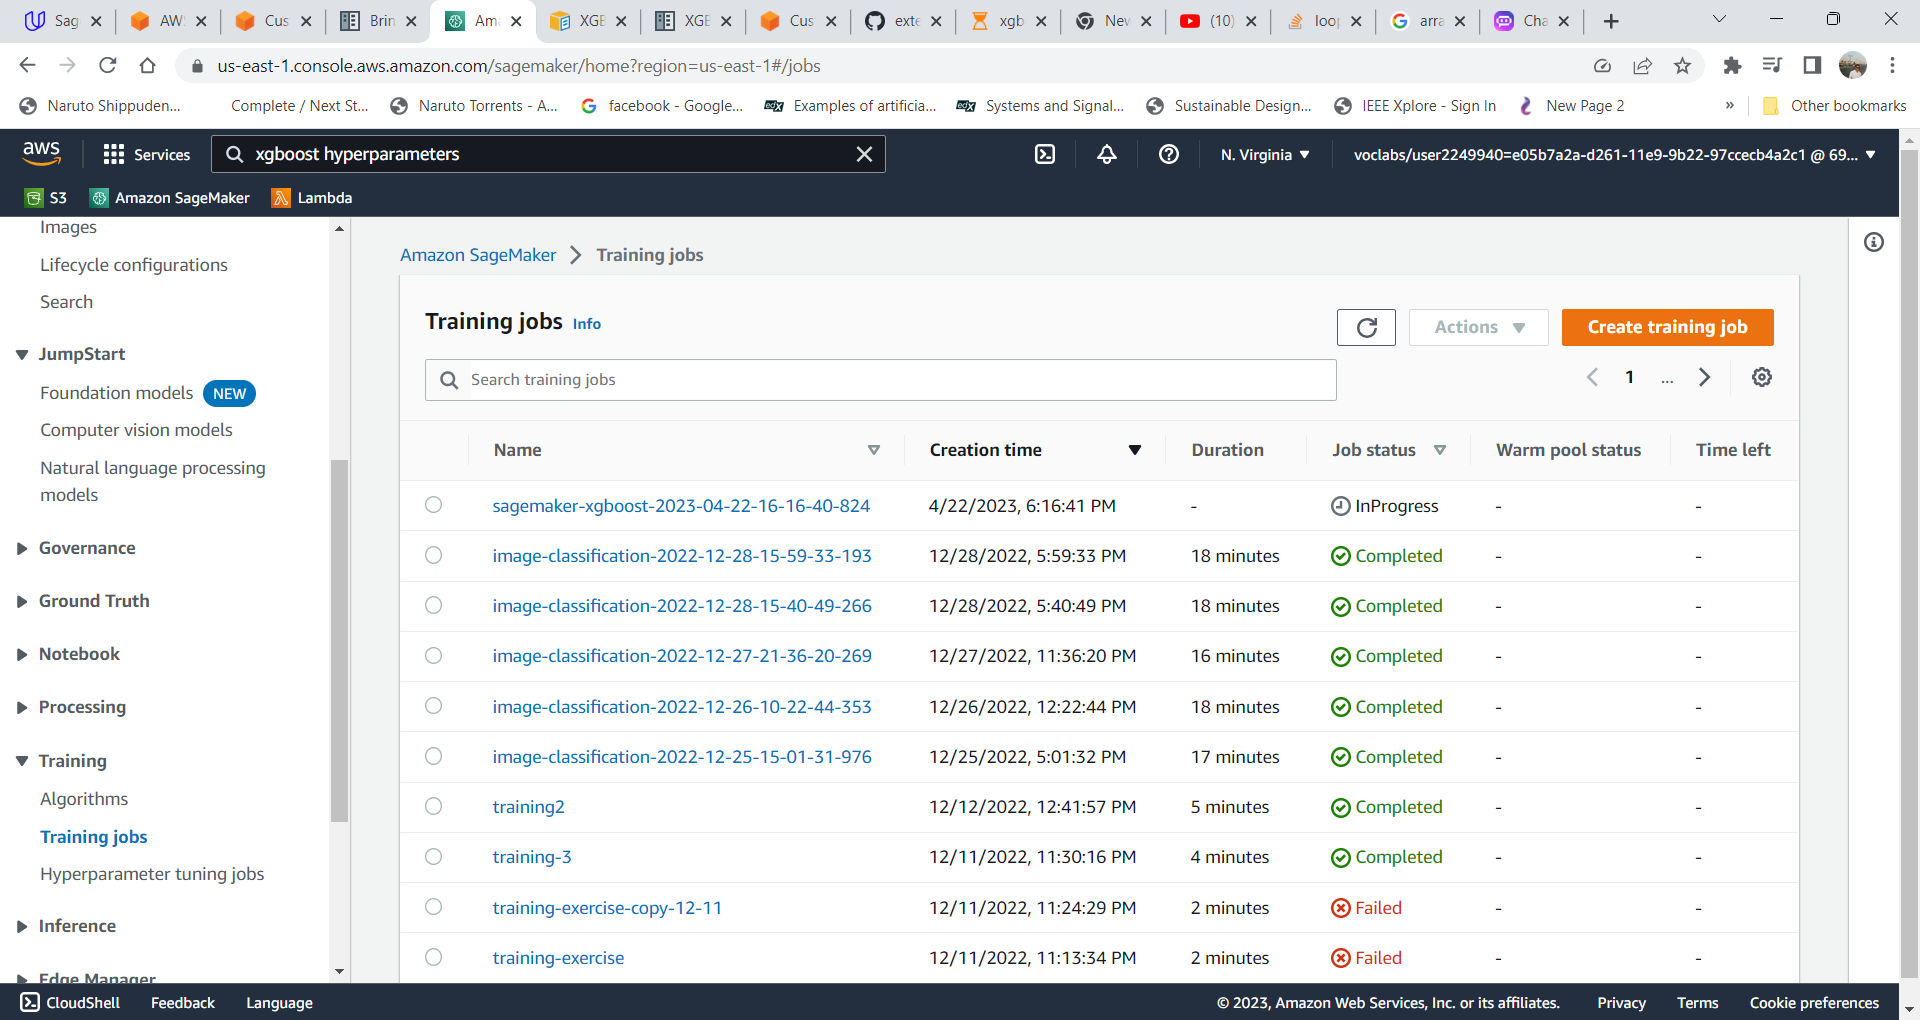 Sag
AWS
Cus
Brin
Ama
XGB
XGB
Cus
exte
xgb
New
(10)
loop
arra
Cha
us-east-1.console.aws.amazon.com/sagemaker/home?region=us-east-1#/jobs
Naruto Shippuden...
Complete / Next St...
Naruto Torrents - A...
facebook - Google...
Examples of artificia...
Systems and Signal...
Sustainable Design...
IEEE Xplore - Sign In
New Page 2
»
Other bookmarks
aws
Services
xgboost hyperparameters
N. Virginia
voclabs/user2249940=e05b7a2a-d261-11e9-9b22-97ccecb4a2c1 @ 69...
S3
Amazon SageMaker
Lambda
Images
Lifecycle configurations
Search
JumpStart
Foundation models NEW
Computer vision models
Natural language processing
models
Governance
Ground Truth
Notebook
Processing
Training
Algorithms
Training jobs
Hyperparameter tuning jobs
Inference
Edge Manager
Amazon SageMaker > Training jobs
Training jobs Info
Actions
Create training job
Search training jobs
1 ...
Name Creation time Duration Job status Warm pool status Time left
sagemaker-xgboost-2023-04-22-16-16-40-824 4/22/2023, 6:16:41 PM - InProgress - -
image-classification-2022-12-28-15-59-33-193 12/28/2022, 5:59:33 PM 18 minutes Completed - -
image-classification-2022-12-28-15-40-49-266 12/28/2022, 5:40:49 PM 18 minutes Completed - -
image-classification-2022-12-27-21-36-20-269 12/27/2022, 11:36:20 PM 16 minutes Completed - -
image-classification-2022-12-26-10-22-44-353 12/26/2022, 12:22:44 PM 18 minutes Completed - -
image-classification-2022-12-25-15-01-31-976 12/25/2022, 5:01:32 PM 17 minutes Completed - -
training2 12/12/2022, 12:41:57 PM 5 minutes Completed - -
training-3 12/11/2022, 11:30:16 PM 4 minutes Completed - -
training-exercise-copy-12-11 12/11/2022, 11:24:29 PM 2 minutes Failed - -
training-exercise 12/11/2022, 11:13:34 PM 2 minutes Failed - -
CloudShell Feedback Language
© 2023, Amazon Web Services, Inc. or its affiliates. Privacy Terms Cookie preferences